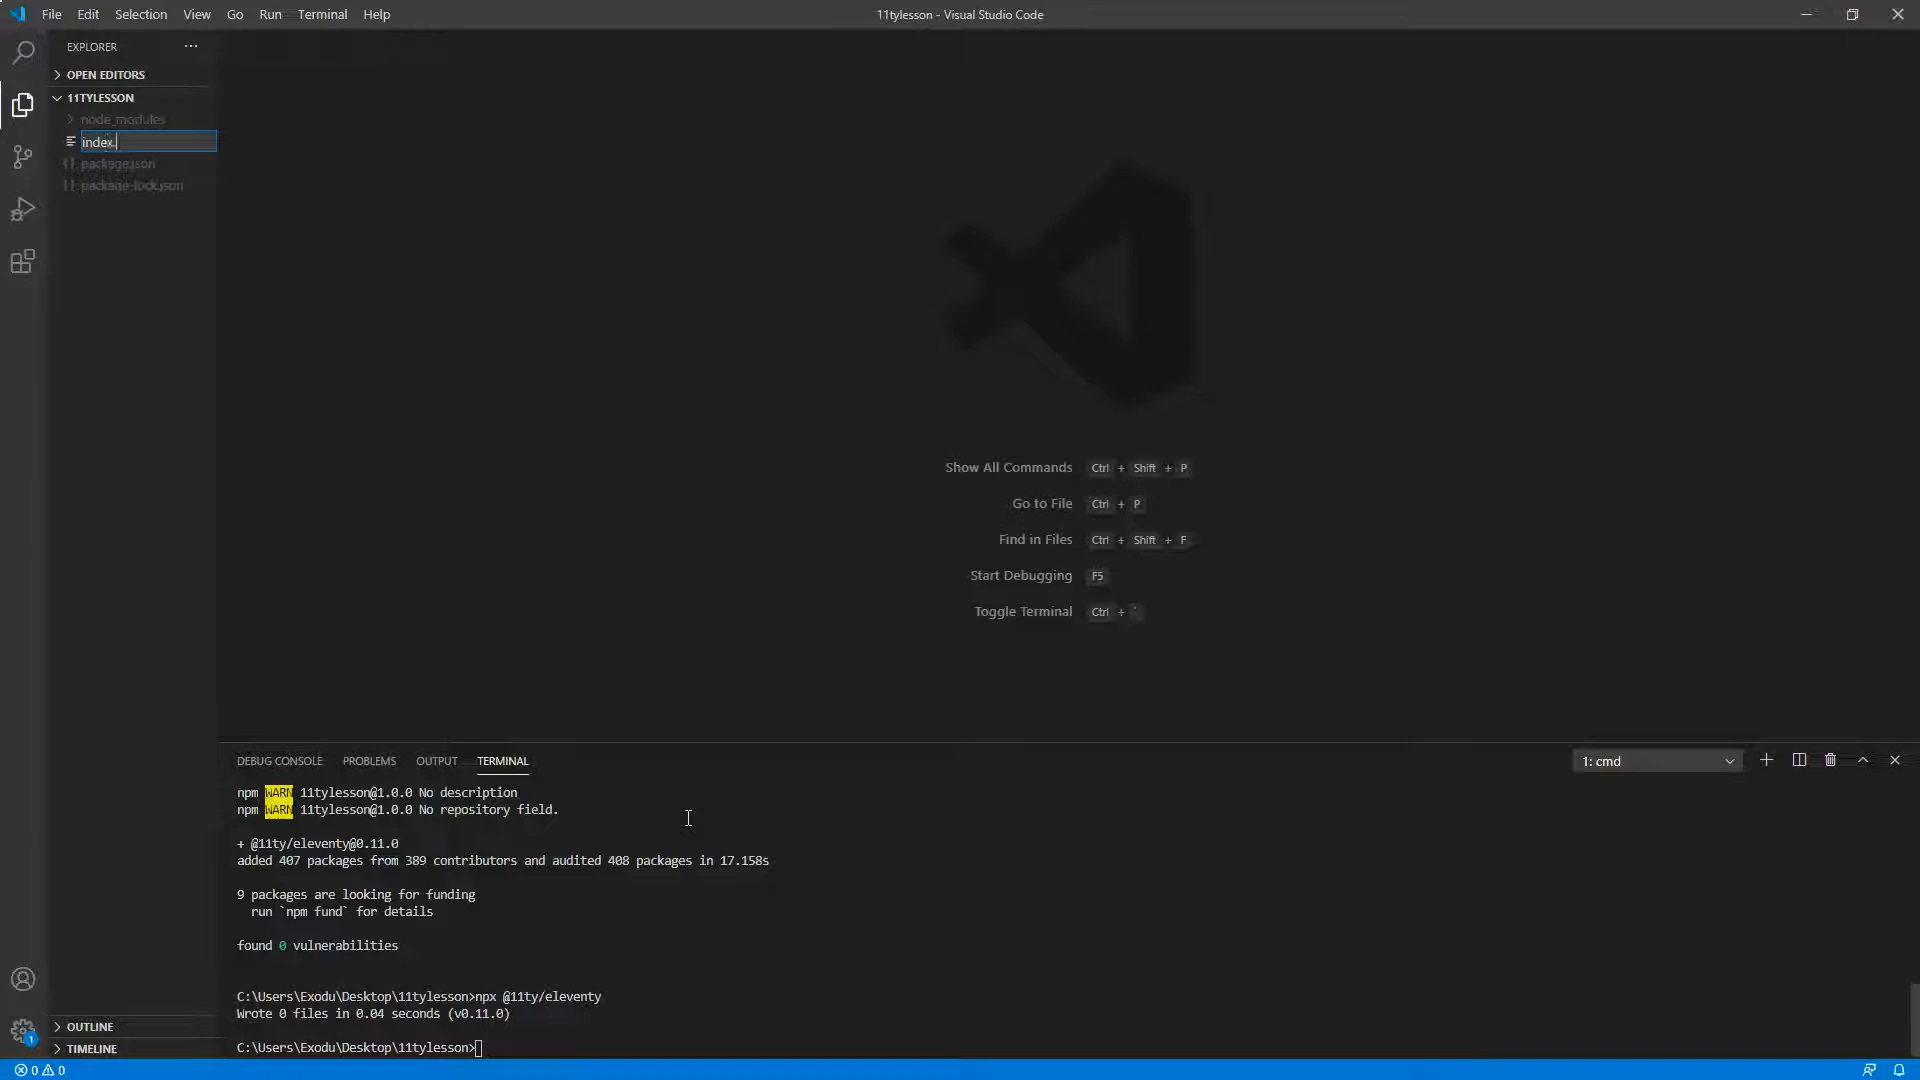 File Edit Selection View Go Run Terminal Help
11tylesson - Visual Studio Code
EXPLORER
OPEN EDITORS
11TYLESSON
node_modules
index.
package.json
package-lock.json
Show All Commands Ctrl + Shift + P
Go to File Ctrl + P
Find in Files Ctrl + Shift + F
Start Debugging F5
Toggle Terminal Ctrl + `
DEBUG CONSOLE PROBLEMS OUTPUT TERMINAL
1: cmd
npm WARN 11tylesson@1.0.0 No description
npm WARN 11tylesson@1.0.0 No repository field.
+ @11ty/eleventy@0.11.0
added 407 packages from 389 contributors and audited 408 packages in 17.158s
9 packages are looking for funding
run `npm fund` for details
found 0 vulnerabilities
C:\Users\Exodu\Desktop\11tylesson>npx @11ty/eleventy
Wrote 0 files in 0.04 seconds (v0.11.0)
C:\Users\Exodu\Desktop\11tylesson>
1
OUTLINE
TIMELINE
0 0